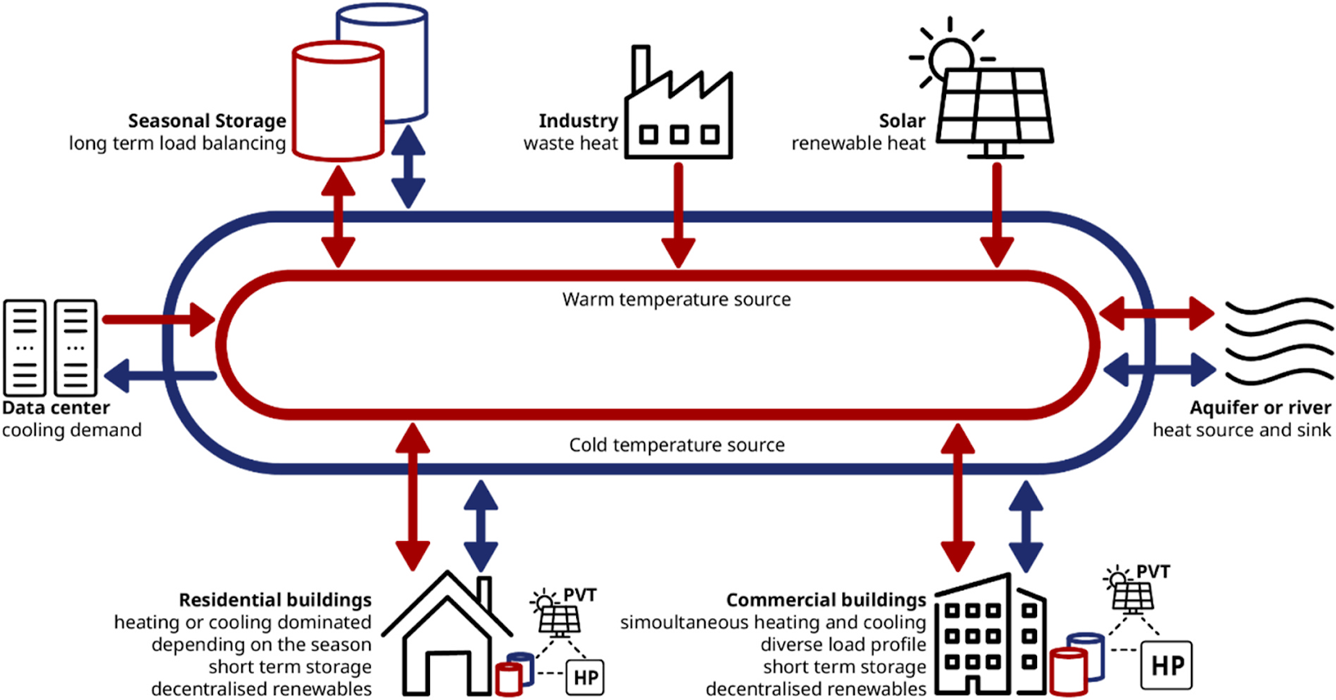 Seasonal Storage
long term load balancing
Industry
waste heat
Solar
renewable heat
Warm temperature source
Data center
cooling demand
Aquifer or river
heat source and sink
Cold temperature source
Residential buildings
heating or cooling dominated
depending on the season
short term storage
decentralised renewables
PVT
HP
Commercial buildings
simoultaneous heating and cooling
diverse load profile
short term storage
decentralised renewables
PVT
HP